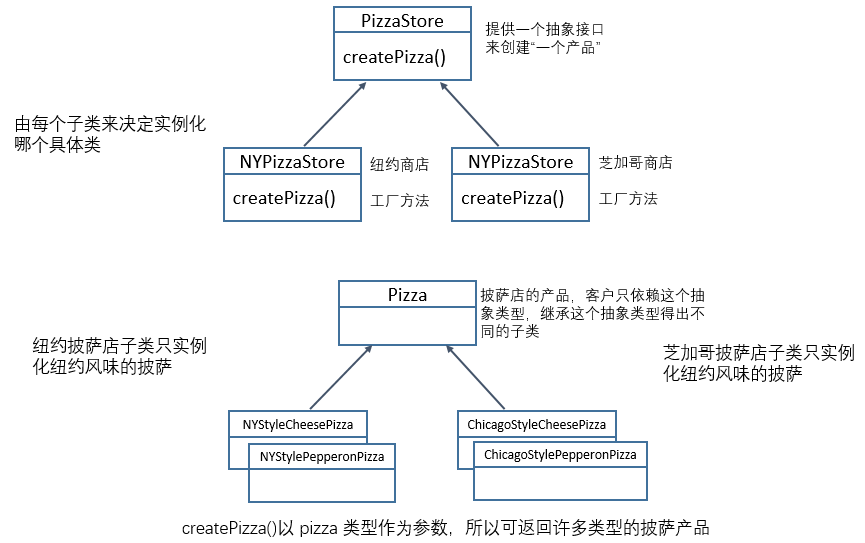 PizzaStore
createPizza()
提供一个抽象接口
来创建“一个产品”
由每个子类来决定实例化
哪个具体类
NYPizzaStore
createPizza()
纽约商店
工厂方法
NYPizzaStore
createPizza()
芝加哥商店
工厂方法
Pizza
披萨店的产品，客户只依赖这个抽
象类型，继承这个抽象类型得出不
同的子类
纽约披萨店子类只实例
化纽约风味的披萨
芝加哥披萨店子类只实例
化纽约风味的披萨
NYStyleCheesePizza
NYStylePepperonPizza
ChicagoStyleCheesePizza
ChicagoStylePepperonPizza
createPizza()以 pizza 类型作为参数，所以可返回许多类型的披萨产品